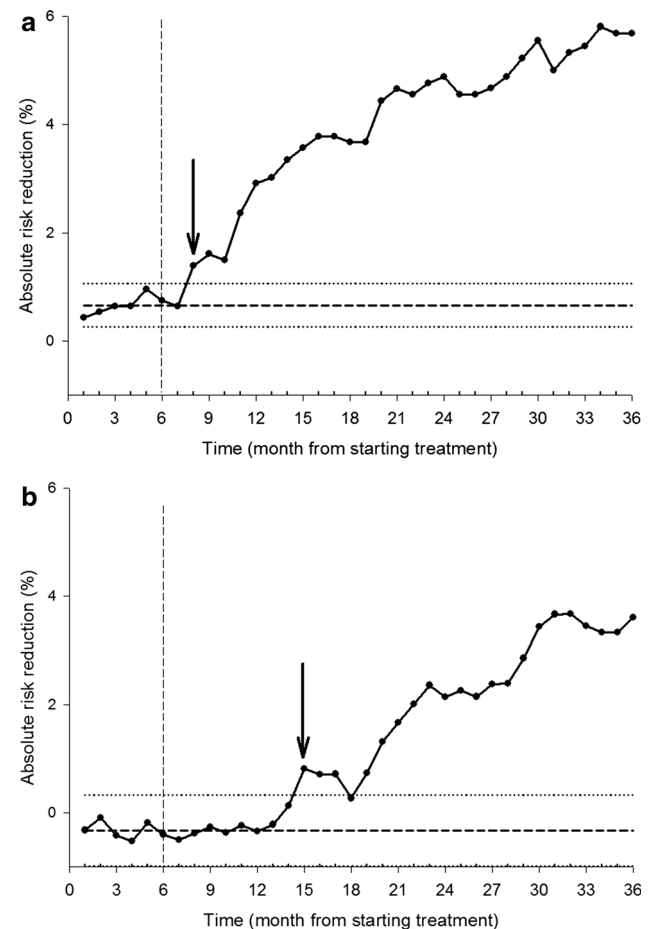 a
Absolute risk reduction (%)
6
4
2
0
0 3 6 9 12 15 18 21 24 27 30 33 36
Time (month from starting treatment)
b
Absolute risk reduction (%)
6
4
2
0
0 3 6 9 12 15 18 21 24 27 30 33 36
Time (month from starting treatment)